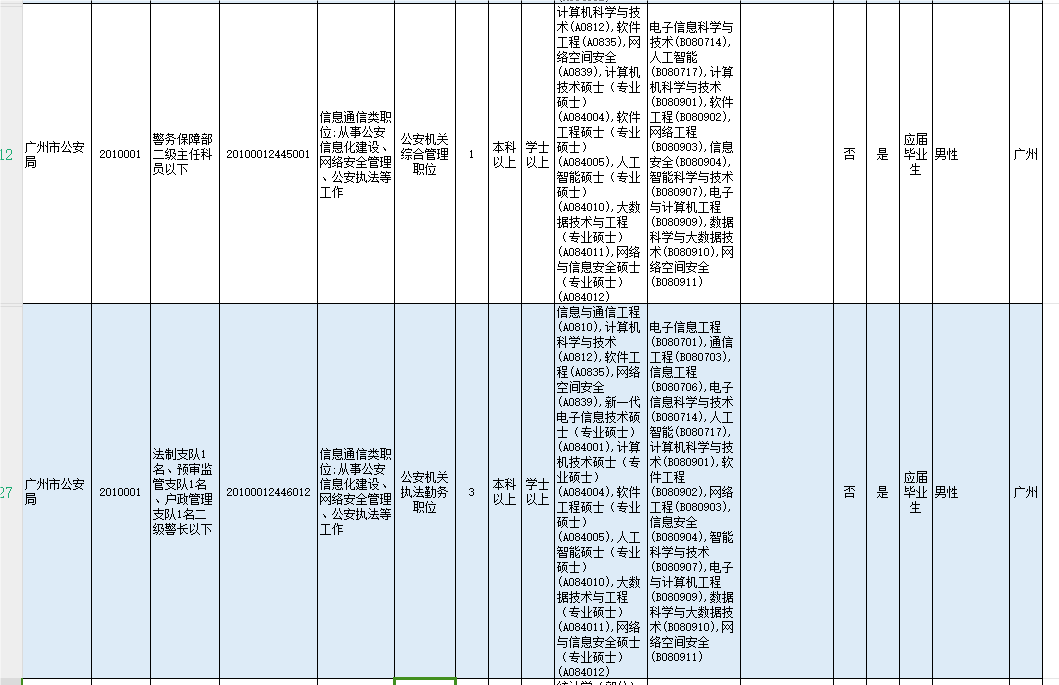 计算机科学与技
术(A0812),软件
工程(A0835),网
络空间安全
(A0839),计算机
技术硕士（专业
硕士）
(A084004),软件
工程硕士（专业
硕士）
(A084005),人工
智能硕士（专业
硕士）
(A084010),大数
据技术与工程
（专业硕士）
(A084011),网络
与信息安全硕士
（专业硕士）
(A084012)
电子信息科学与
技术(B080714),
人工智能
(B080717),计算
机科学与技术
(B080901),软件
工程(B080902),
网络工程
(B080903),信息
安全(B080904),
智能科学与技术
(B080907),电子
与计算机工程
(B080909),数据
科学与大数据技
术(B080910),网
络空间安全
(B080911)
12
广州市公安
局
2010001
警务保障部
二级主任科
员以下
20100012445001
信息通信类职
位:从事公安
信息化建设、
网络安全管理
、公安执法等
工作
公安机关
综合管理
职位
1
本科
以上
学士
以上
否
是
应届
毕业
生
男性
广州
27
广州市公安
局
2010001
法制支队1
名、预审监
管支队1名
、户政管理
支队1名二
级警长以下
20100012446012
信息通信类职
位:从事公安
信息化建设、
网络安全管理
、公安执法等
工作
公安机关
执法勤务
职位
3
本科
以上
学士
以上
信息与通信工程
(A0810),计算机
科学与技术
(A0812),软件工
程(A0835),网络
空间安全
(A0839),新一代
电子信息技术硕
士（专业硕士）
(A084001),计算
机技术硕士（专
业硕士）
(A084004),软件
工程硕士（专业
硕士）
(A084005),人工
智能硕士（专业
硕士）
(A084010),大数
据技术与工程
（专业硕士）
(A084011),网络
与信息安全硕士
（专业硕士）
(A084012)
电子信息工程
(B080701),通信
工程(B080703),
信息工程
(B080706),电子
信息科学与技术
(B080714),人工
智能(B080717),
计算机科学与技
术(B080901),软
件工程
(B080902),网络
工程(B080903),
信息安全
(B080904),智能
科学与技术
(B080907),电子
与计算机工程
(B080909),数据
科学与大数据技
术(B080910),网
络空间安全
(B080911)
否
是
应届
毕业
生
男性
广州